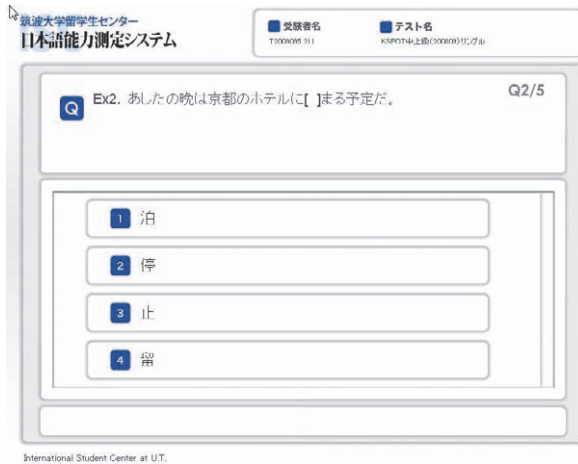 筑波大学留学生センター
日本語能力測定システム
受験者名
テスト名
Q
Ex2. あしたの晩は京都のホテルに[ ]まる予定だ。
Q2/5
1 泊
2 停
3 止
4 留
International Student Center at U.T.